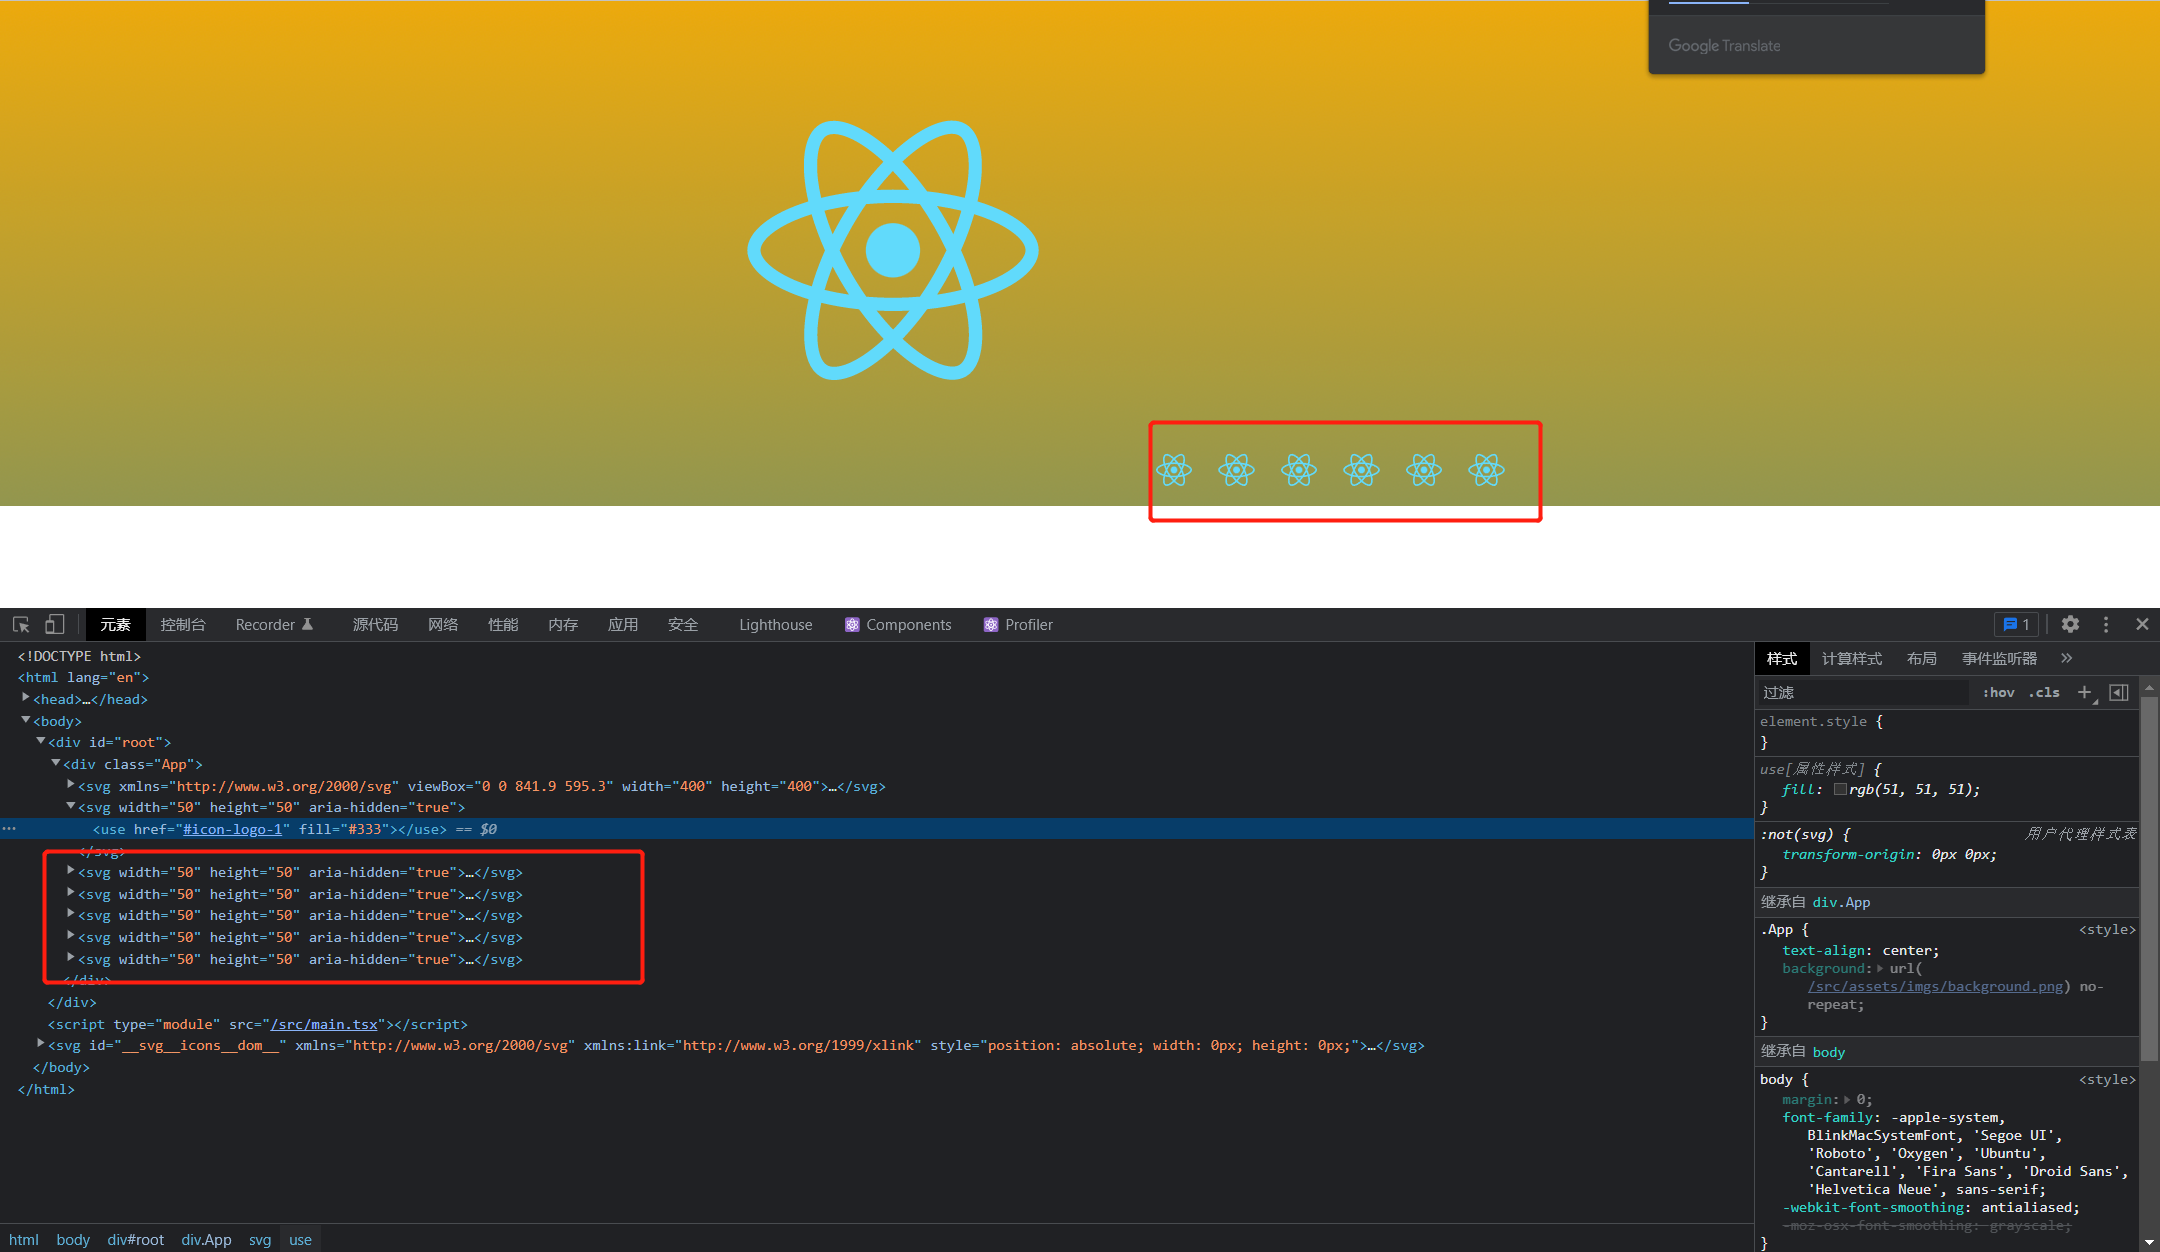 Google Translate
元素 控制台 Recorder 源代码 网络 性能 内存 应用 安全 Lighthouse Components Profiler 1
<!DOCTYPE html>
<html lang="en">
<head>…</head>
<body>
<div id="root">
<div class="App">
<svg xmlns="http://www.w3.org/2000/svg" viewBox="0 0 841.9 595.3" width="400" height="400">…</svg>
<svg width="50" height="50" aria-hidden="true">
<use href="#icon-logo-1" fill="#333"></use> == $0
</svg>
<svg width="50" height="50" aria-hidden="true">…</svg>
<svg width="50" height="50" aria-hidden="true">…</svg>
<svg width="50" height="50" aria-hidden="true">…</svg>
<svg width="50" height="50" aria-hidden="true">…</svg>
<svg width="50" height="50" aria-hidden="true">…</svg>
</div>
</div>
<script type="module" src="/src/main.tsx"></script>
<svg id="__svg__icons__dom__" xmlns="http://www.w3.org/2000/svg" xmlns:link="http://www.w3.org/1999/xlink" style="position: absolute; width: 0px; height: 0px;">…</svg>
</body>
</html>
html body div#root div.App svg use
样式 计算样式 布局 事件监听器 »
过滤 :hov .cls
element.style {
}
use[属性样式] {
fill: rgb(51, 51, 51);
}
:not(svg) { 用户代理样式表
transform-origin: 0px 0px;
}
继承自 div.App
.App { <style>
text-align: center;
background: url(
/src/assets/imgs/background.png) no-
repeat;
}
继承自 body
body { <style>
margin: 0;
font-family: -apple-system,
BlinkMacSystemFont, 'Segoe UI',
'Roboto', 'Oxygen', 'Ubuntu',
'Cantarell', 'Fira Sans', 'Droid Sans',
'Helvetica Neue', sans-serif;
-webkit-font-smoothing: antialiased;
-moz-osx-font-smoothing: grayscale;
}